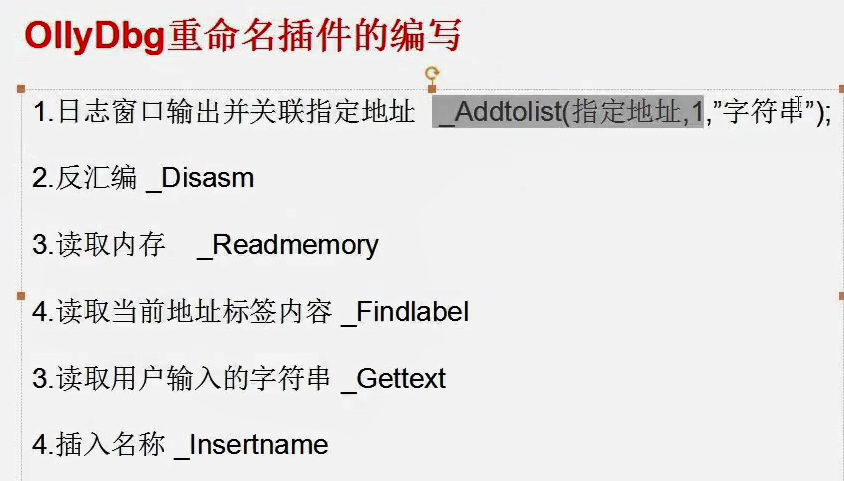 OllyDbg重命名插件的编写
1.日志窗口输出并关联指定地址 _Addtolist(指定地址,1,”字符串”);
2.反汇编 _Disasm
3.读取内存 _Readmemory
4.读取当前地址标签内容 _Findlabel
3.读取用户输入的字符串 _Gettext
4.插入名称 _Insertname